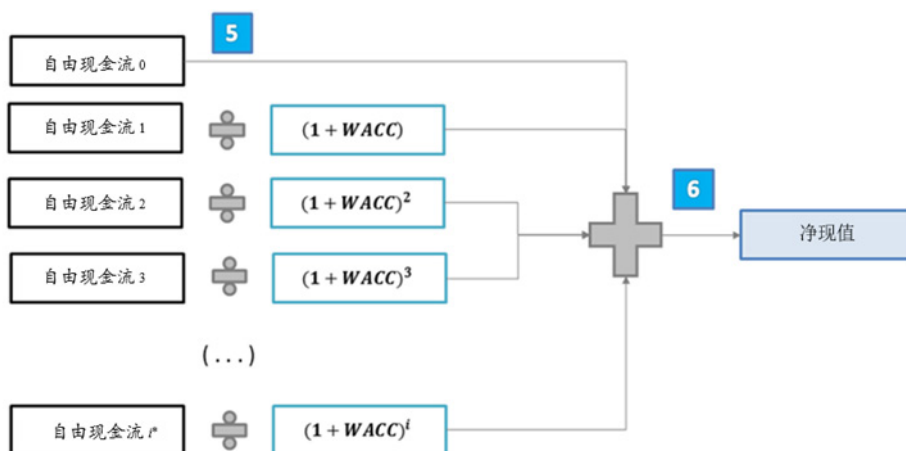 5
自由现金流 0
自由现金流 1
(1 + WACC)
自由现金流 2
(1 + WACC)²
6
净现值
自由现金流 3
(1 + WACC)³
(...)
自由现金流 i*
(1 + WACC)ⁱ